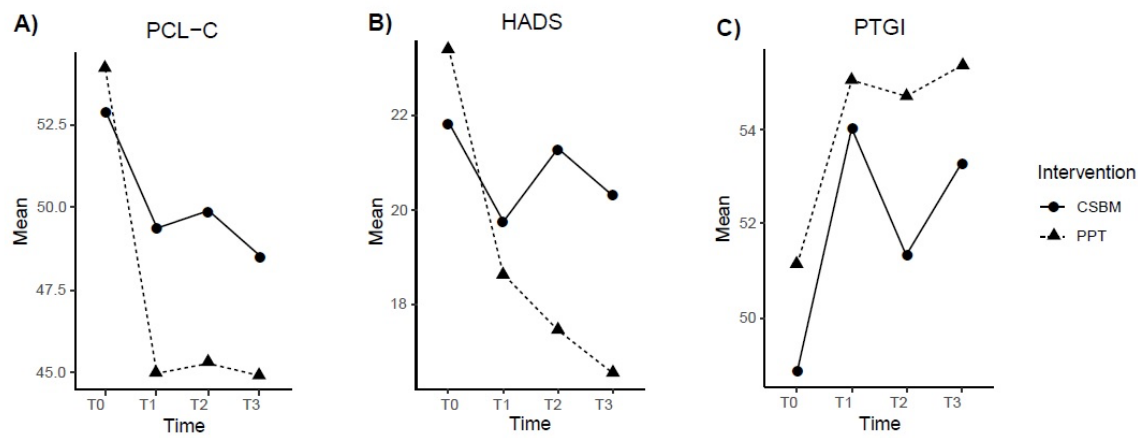 A) PCL−C
Mean
52.5
50.0
47.5
45.0
T0 T1 T2 T3
Time
B) HADS
Mean
22
20
18
T0 T1 T2 T3
Time
C) PTGI
Mean
54
52
50
T0 T1 T2 T3
Time
Intervention
CSBM
PPT